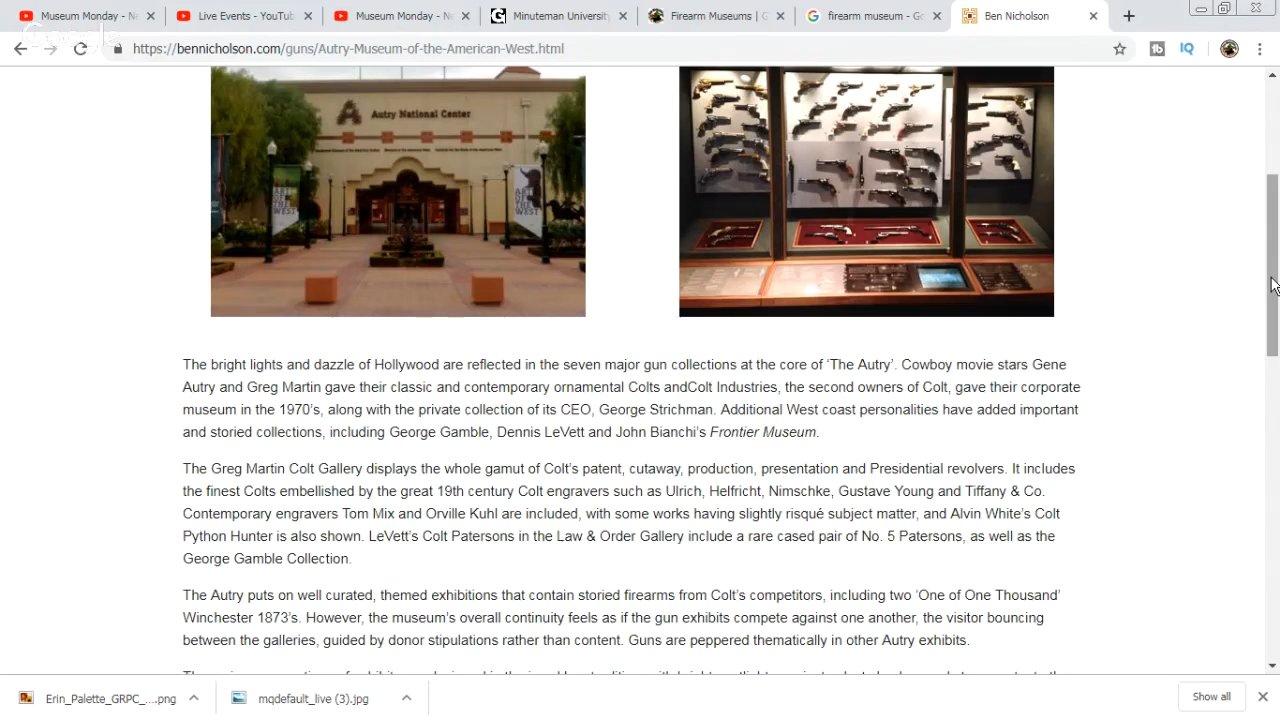 Museum Monday - Ne
Live Events - YouTub
Museum Monday - Ne
Minuteman University
Firearm Museums | G
firearm museum - Go
Ben Nicholson
https://bennicholson.com/guns/Autry-Museum-of-the-American-West.html
Autry National Center
ART OF THE WEST
ART OF THE WEST
The bright lights and dazzle of Hollywood are reflected in the seven major gun collections at the core of ‘The Autry’. Cowboy movie stars Gene
Autry and Greg Martin gave their classic and contemporary ornamental Colts andColt Industries, the second owners of Colt, gave their corporate
museum in the 1970’s, along with the private collection of its CEO, George Strichman. Additional West coast personalities have added important
and storied collections, including George Gamble, Dennis LeVett and John Bianchi’s Frontier Museum.
The Greg Martin Colt Gallery displays the whole gamut of Colt’s patent, cutaway, production, presentation and Presidential revolvers. It includes
the finest Colts embellished by the great 19th century Colt engravers such as Ulrich, Helfricht, Nimschke, Gustave Young and Tiffany & Co.
Contemporary engravers Tom Mix and Orville Kuhl are included, with some works having slightly risqué subject matter, and Alvin White’s Colt
Python Hunter is also shown. LeVett’s Colt Patersons in the Law & Order Gallery include a rare cased pair of No. 5 Patersons, as well as the
George Gamble Collection.
The Autry puts on well curated, themed exhibitions that contain storied firearms from Colt’s competitors, including two ‘One of One Thousand’
Winchester 1873’s. However, the museum’s overall continuity feels as if the gun exhibits compete against one another, the visitor bouncing
between the galleries, guided by donor stipulations rather than content. Guns are peppered thematically in other Autry exhibits.
Erin_Palette_GRPC_....png
mqdefault_live (3).jpg
Show all